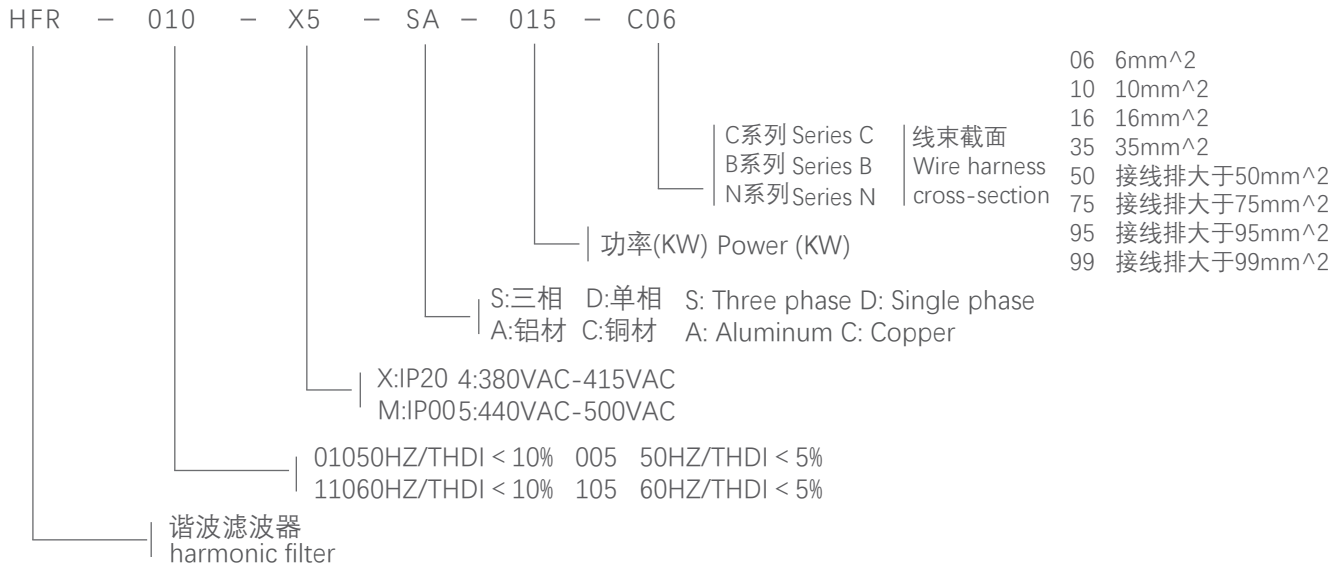 HFR - 010 - X5 - SA - 015 - C06
06 6mm^2
10 10mm^2
16 16mm^2
35 35mm^2
50 接线排大于50mm^2
75 接线排大于75mm^2
95 接线排大于95mm^2
99 接线排大于99mm^2
C系列 Series C
B系列 Series B
N系列 Series N
线束截面
Wire harness
cross-section
功率(KW) Power (KW)
S:三相 D:单相 S: Three phase D: Single phase
A:铝材 C:铜材 A: Aluminum C: Copper
X:IP20 4:380VAC-415VAC
M:IP005:440VAC-500VAC
01050HZ/THDI < 10% 005 50HZ/THDI < 5%
11060HZ/THDI < 10% 105 60HZ/THDI < 5%
谐波滤波器
harmonic filter